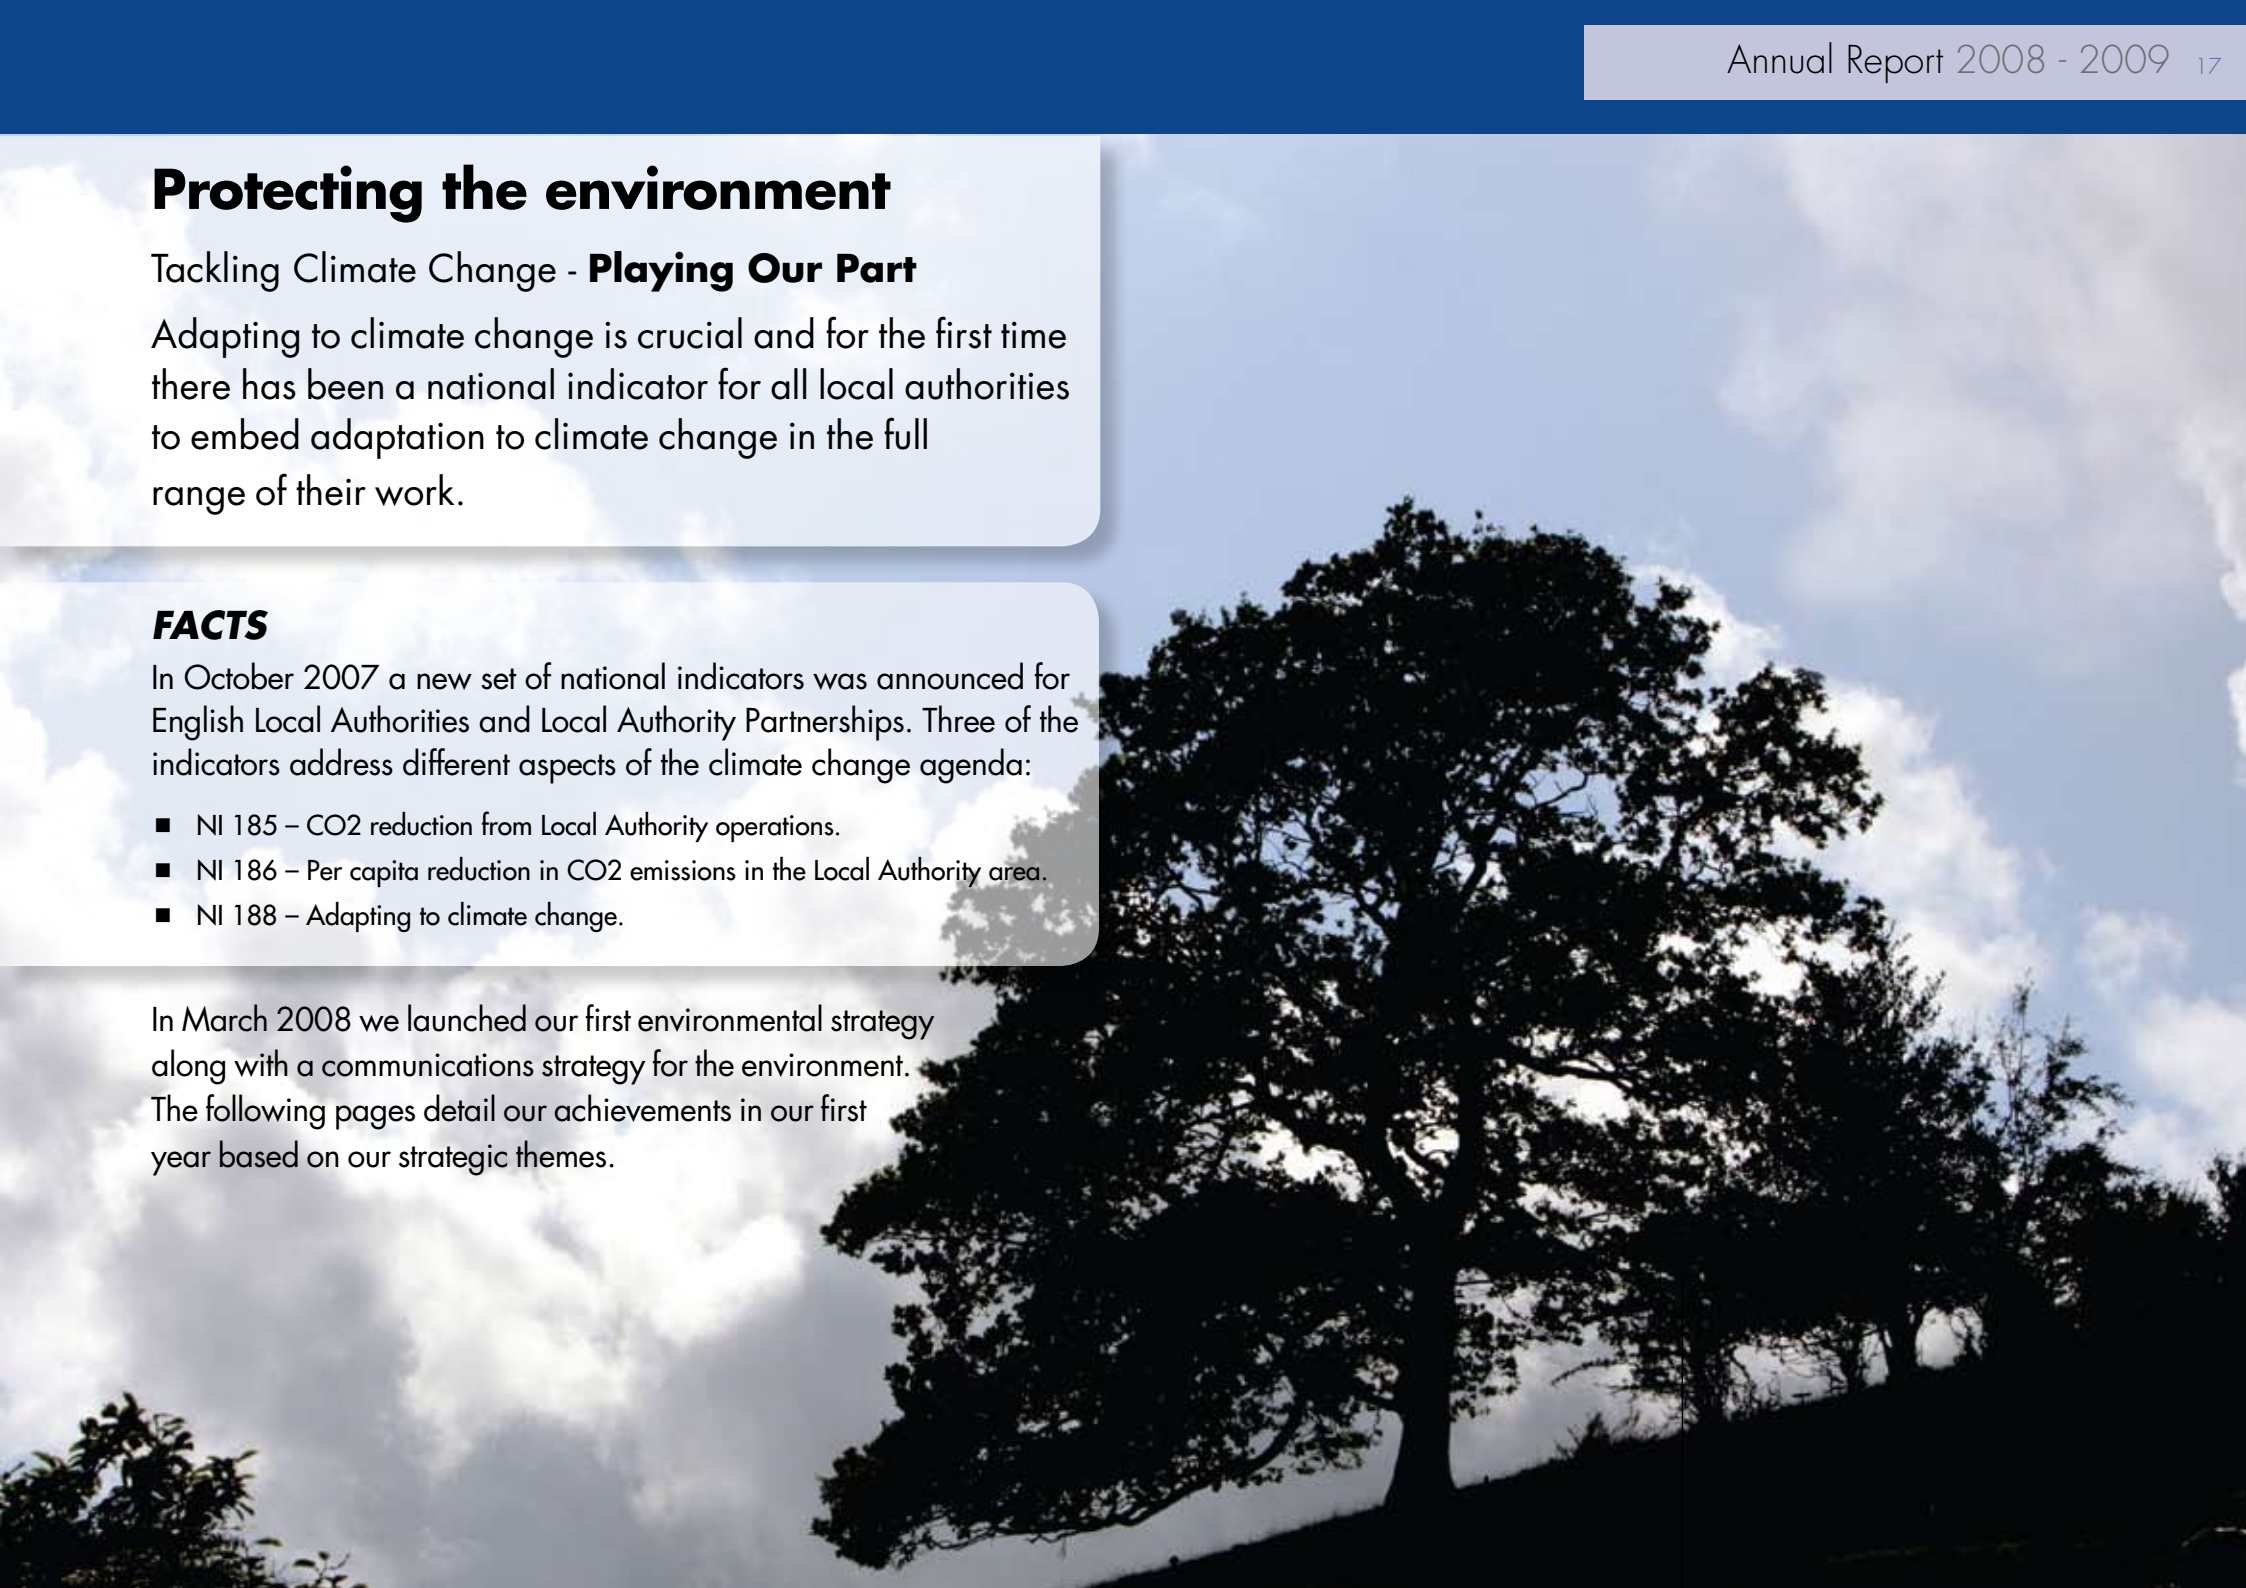 Annual Report 2008 - 2009 17
Protecting the environment
Tackling Climate Change - Playing Our Part
Adapting to climate change is crucial and for the first time
there has been a national indicator for all local authorities
to embed adaptation to climate change in the full
range of their work.
FACTS
In October 2007 a new set of national indicators was announced for
English Local Authorities and Local Authority Partnerships. Three of the
indicators address different aspects of the climate change agenda:
■ NI 185 – CO2 reduction from Local Authority operations.
■ NI 186 – Per capita reduction in CO2 emissions in the Local Authority area.
■ NI 188 – Adapting to climate change.
In March 2008 we launched our first environmental strategy
along with a communications strategy for the environment.
The following pages detail our achievements in our first
year based on our strategic themes.